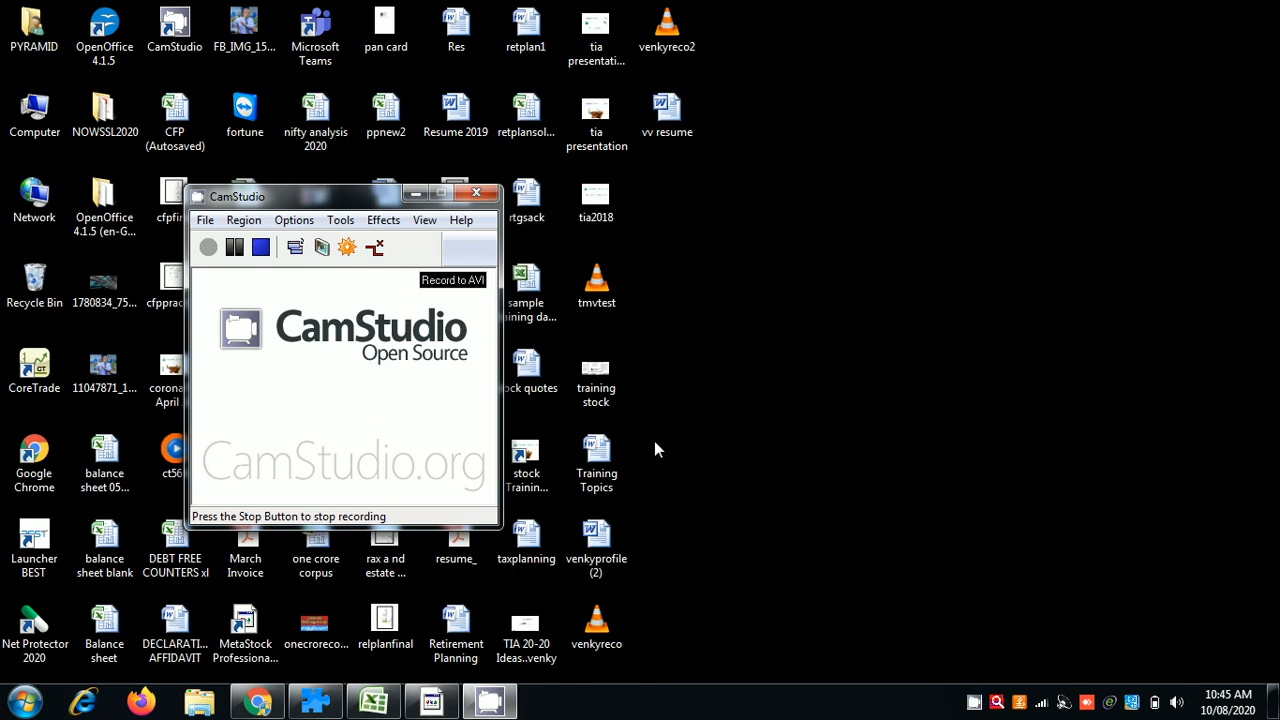 PYRAMID
OpenOffice
4.1.5
CamStudio
FB_IMG_15...
Microsoft
Teams
pan card
Res
retplan1
tia
presentati...
venkyreco2
Computer
NOWSSL2020
CFP
(Autosaved)
fortune
nifty analysis
2020
ppnew2
Resume 2019
retplansol...
tia
presentation
vv resume
CamStudio
File
Region
Options
Tools
Effects
View
Help
Record to AVI
CamStudio
Open Source
CamStudio.org
Press the Stop Button to stop recording
Network
OpenOffice
4.1.5 (en-G...
rtgsack
tia2018
Recycle Bin
1780834_75...
sample
tmvtest
CoreTrade
11047871_1...
April
training
stock
Google
Chrome
balance
sheet 05...
ct56
stock
Trainin...
Training
Topics
Launcher
BEST
balance
sheet blank
DEBT FREE
COUNTERS xl
March
Invoice
one crore
corpus
rax a nd
estate ...
resume_
taxplanning
venkyprofile
(2)
Net Protector
2020
Balance
sheet
DECLARATI...
AFFIDAVIT
MetaStock
Professiona...
onecroreco...
relplanfinal
Retirement
Planning
TIA 20-20
Ideas..venky
venkyreco
10:45 AM
10/08/2020